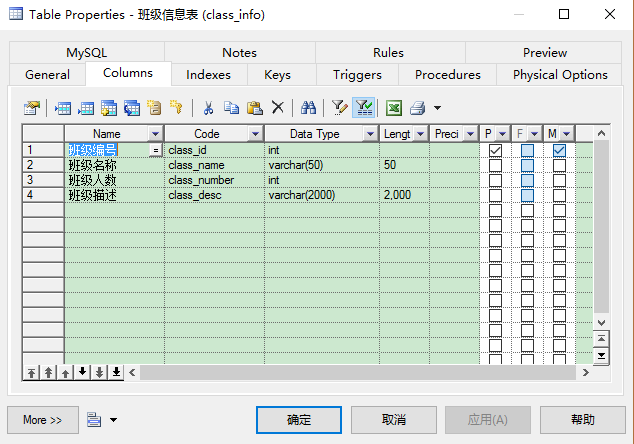 Table Properties - 班级信息表 (class_info)
MySQL Notes Rules Preview
General Columns Indexes Keys Triggers Procedures Physical Options
Name Code Data Type Lengt Preci P F M
1 班级编号 = class_id int
2 班级名称 class_name varchar(50) 50
3 班级人数 class_number int
4 班级描述 class_desc varchar(2000) 2,000
More >> 确定 取消 应用(A) 帮助